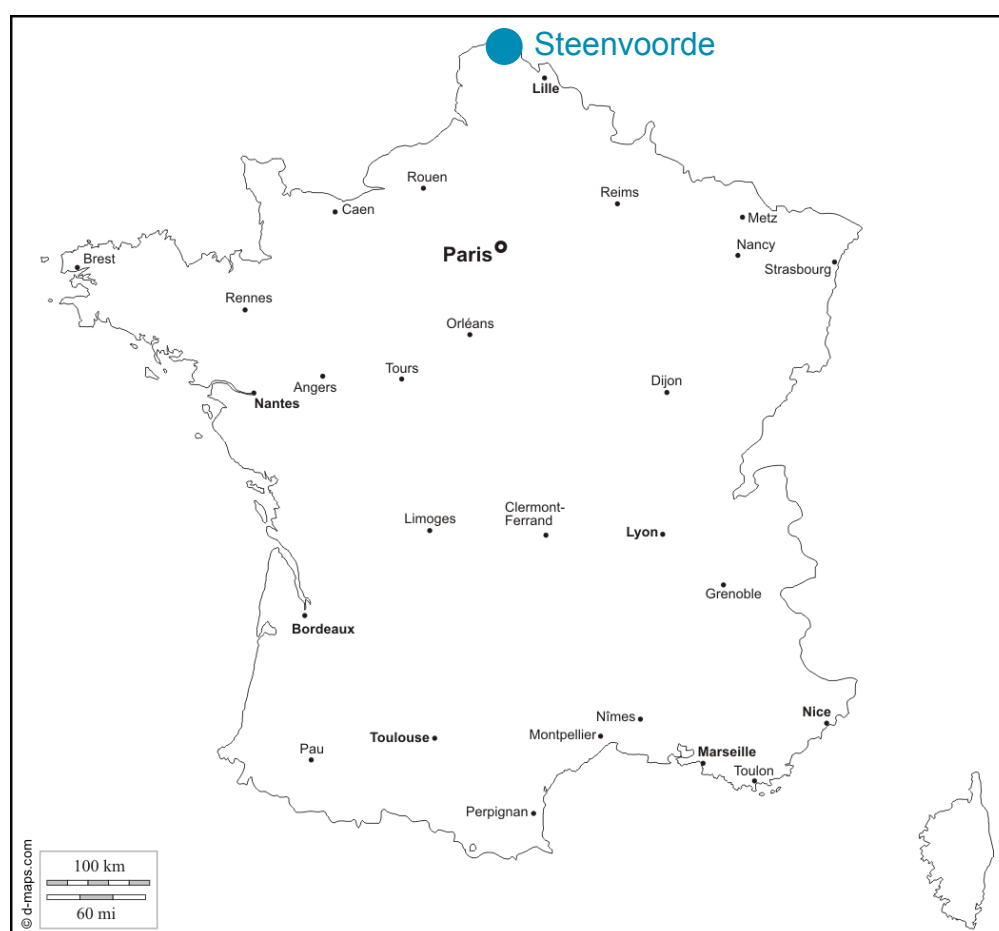 Steenvoorde
Lille
Rouen
Reims
Caen
Metz
Nancy
Paris
Brest
Strasbourg
Rennes
Orléans
Tours
Dijon
Angers
Nantes
Clermont-
Ferrand
Limoges
Lyon
Grenoble
Bordeaux
Nice
Nîmes
Montpellier
Toulouse
Pau
Marseille
Toulon
Perpignan
100 km
60 mi
© d-maps.com